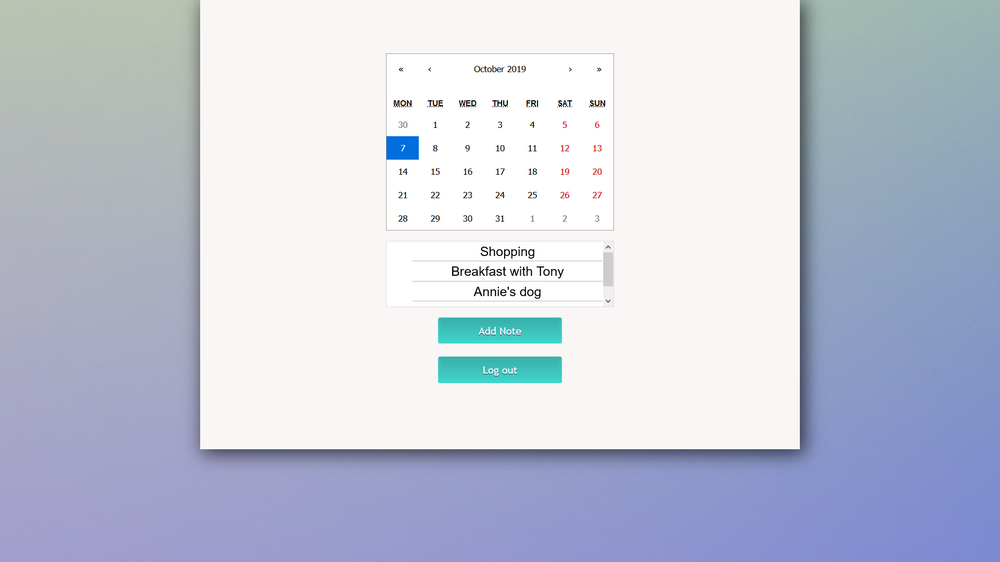 « ‹ October 2019 › »
MON TUE WED THU FRI SAT SUN
30 1 2 3 4 5 6
7 8 9 10 11 12 13
14 15 16 17 18 19 20
21 22 23 24 25 26 27
28 29 30 31 1 2 3
Shopping
Breakfast with Tony
Annie's dog
Add Note
Log out